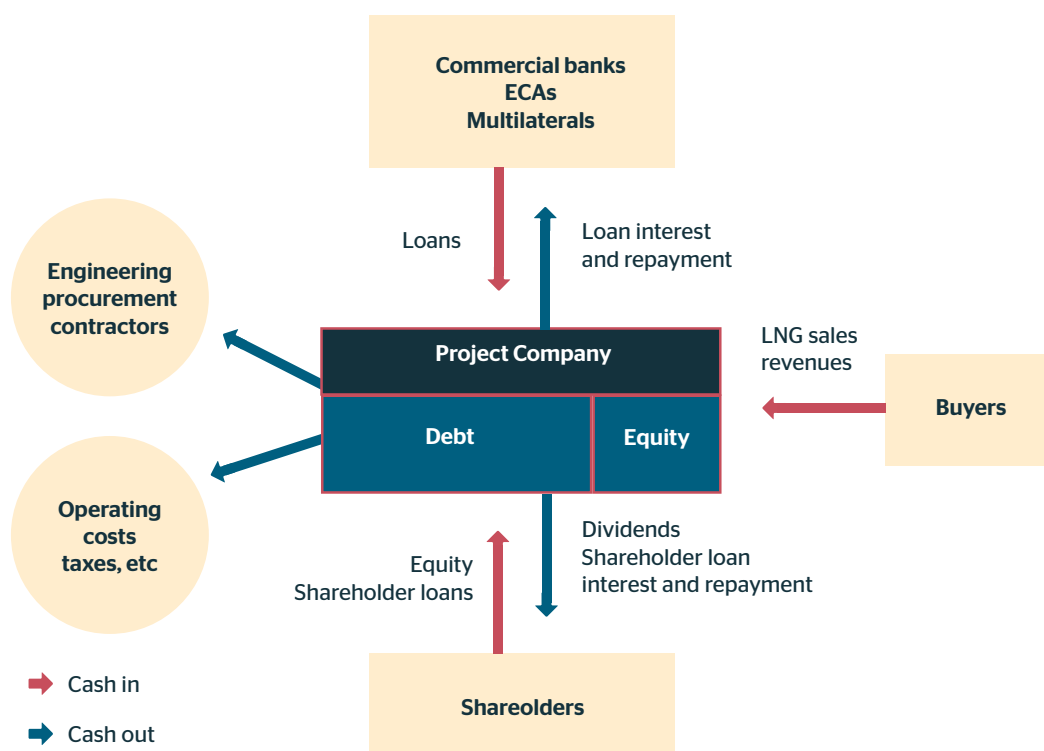 Commercial banks
ECAs
Multilaterals
Loans
Loan interest
and repayment
Engineering
procurement
contractors
Project Company
LNG sales
revenues
Buyers
Debt
Equity
Operating
costs
taxes, etc
Equity
Shareholder loans
Dividends
Shareholder loan
interest and repayment
Shareolders
Cash in
Cash out